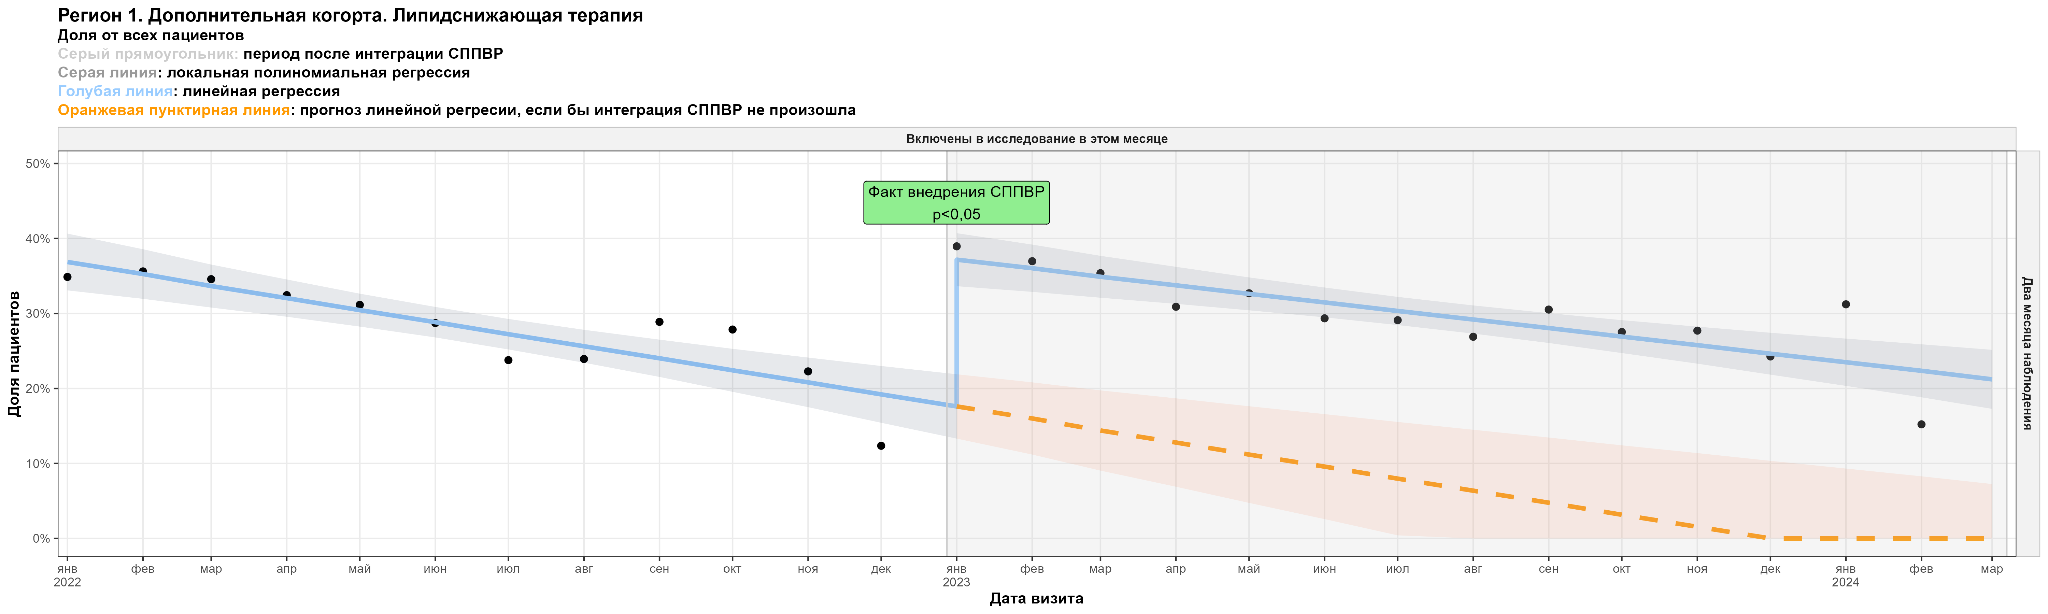 Регион 1. Дополнительная когорта. Липидснижающая терапия
Доля от всех пациентов
Серый прямоугольник: период после интеграции СППВР
Серая линия: локальная полиномиальная регрессия
Голубая линия: линейная регрессия
Оранжевая пунктирная линия: прогноз линейной регресии, если бы интеграция СППВР не произошла
Включены в исследование в этом месяце
50%
40%
30%
20%
10%
0%
Доля пациентов
Факт внедрения СППВР
p<0,05
Два месяца наблюдения
янв фев мар апр май июн июл авг сен окт ноя дек янв фев мар апр май июн июл авг сен окт ноя дек янв фев мар
2022 2023 2024
Дата визита